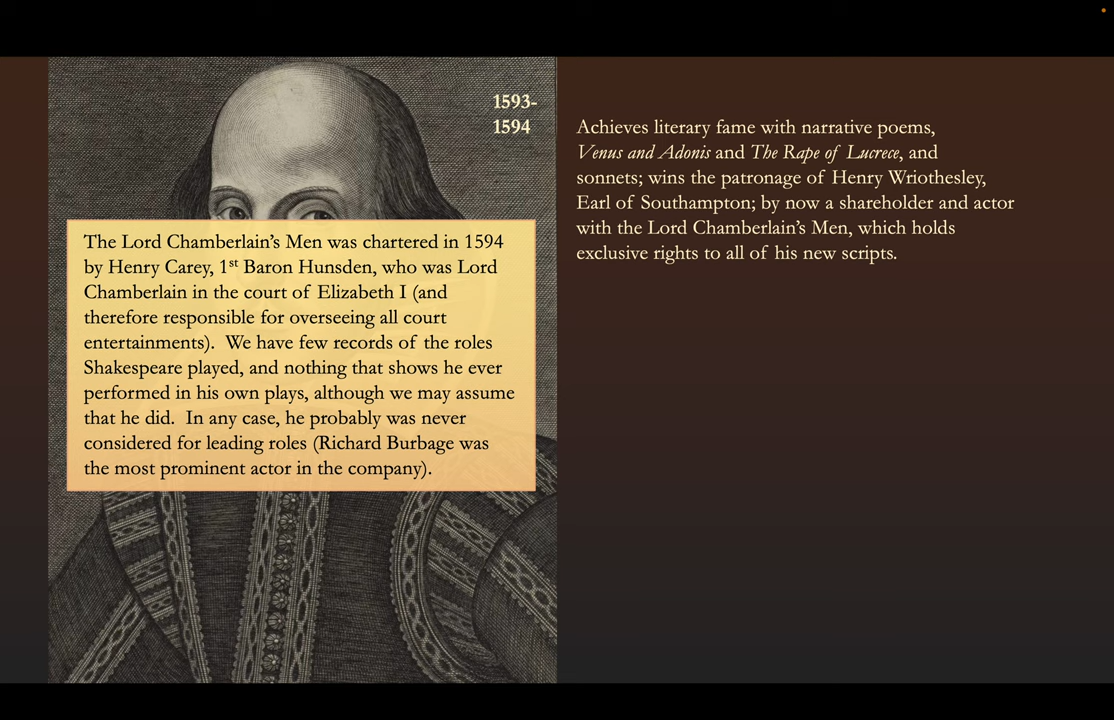 1593-
1594
Achieves literary fame with narrative poems,
Venus and Adonis and The Rape of Lucrece, and
sonnets; wins the patronage of Henry Wriothesley,
Earl of Southampton; by now a shareholder and actor
with the Lord Chamberlain's Men, which holds
exclusive rights to all of his new scripts.
The Lord Chamberlain's Men was chartered in 1594
by Henry Carey, 1st Baron Hunsden, who was Lord
Chamberlain in the court of Elizabeth I (and
therefore responsible for overseeing all court
entertainments). We have few records of the roles
Shakespeare played, and nothing that shows he ever
performed in his own plays, although we may assume
that he did. In any case, he probably was never
considered for leading roles (Richard Burbage was
the most prominent actor in the company).